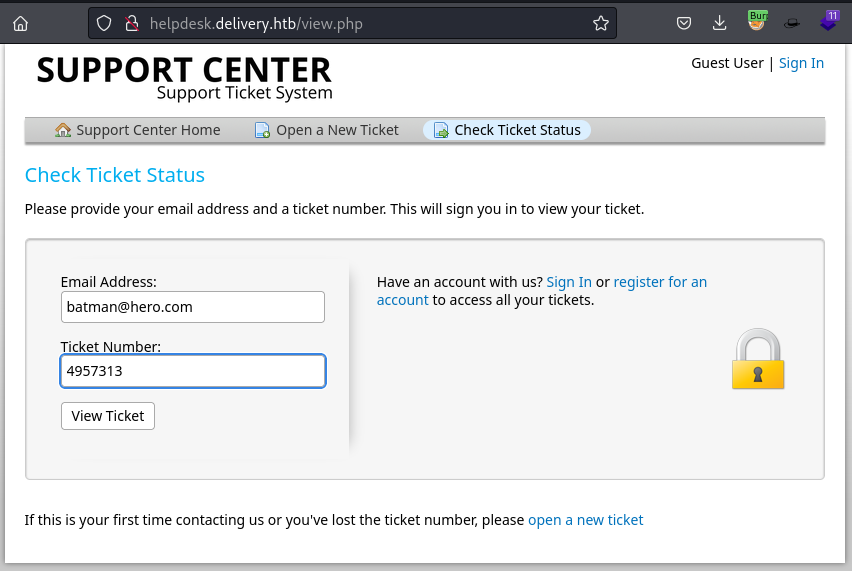 helpdesk.delivery.htb/view.php
Burp
11
SUPPORT CENTER
Support Ticket System
Guest User | Sign In
Support Center Home
Open a New Ticket
Check Ticket Status
Check Ticket Status
Please provide your email address and a ticket number. This will sign you in to view your ticket.
Email Address:
batman@hero.com
Ticket Number:
4957313
View Ticket
Have an account with us? Sign In or register for an
account to access all your tickets.
If this is your first time contacting us or you've lost the ticket number, please open a new ticket